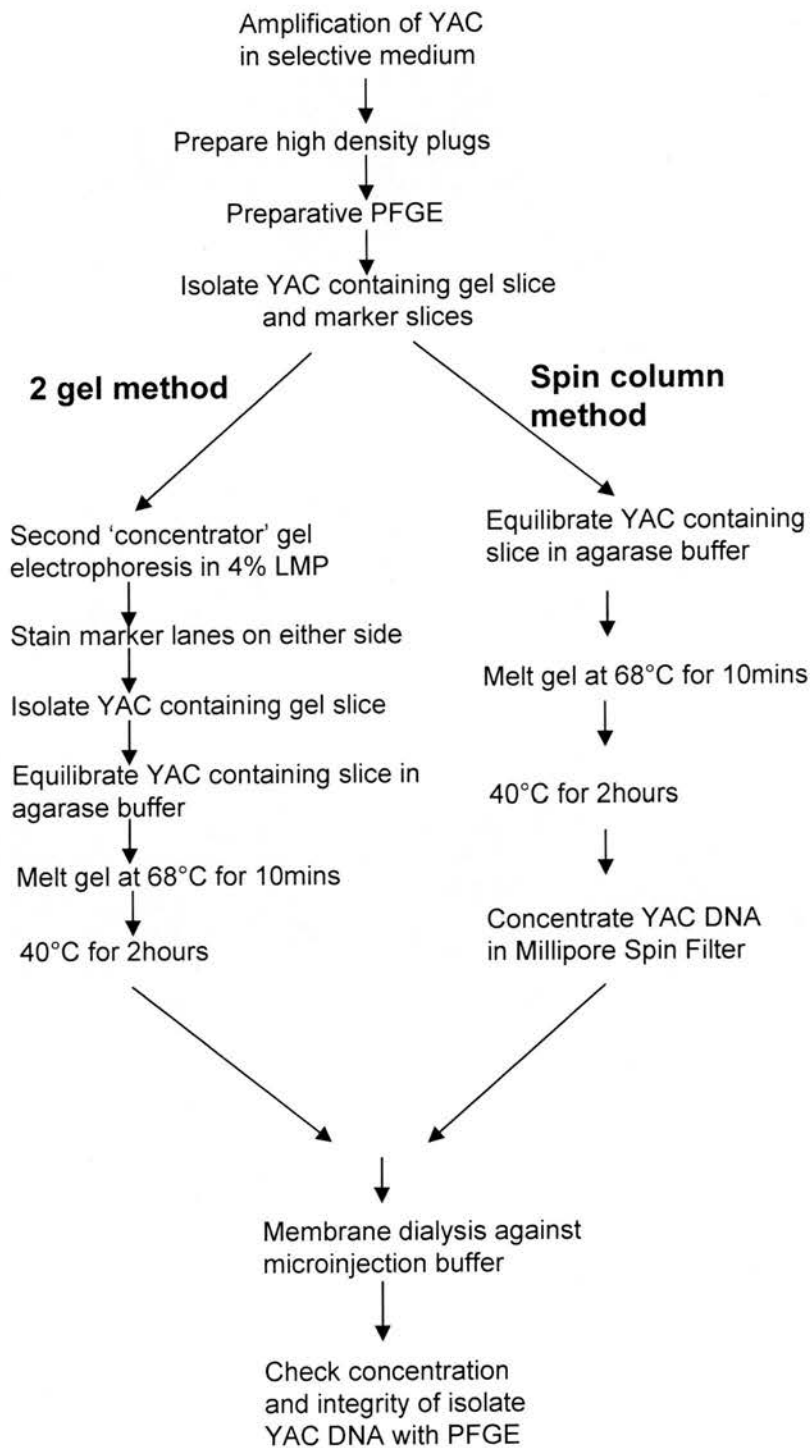 Amplification of YAC
in selective medium
Prepare high density plugs
Preparative PFGE
Isolate YAC containing gel slice
and marker slices
2 gel method
Second 'concentrator' gel
electrophoresis in 4% LMP
Stain marker lanes on either side
Isolate YAC containing gel slice
Equilibrate YAC containing slice in
agarase buffer
Melt gel at 68°C for 10mins
40°C for 2hours
Spin column
method
Equilibrate YAC containing
slice in agarase buffer
Melt gel at 68°C for 10mins
40°C for 2hours
Concentrate YAC DNA
in Millipore Spin Filter
Membrane dialysis against
microinjection buffer
Check concentration
and integrity of isolate
YAC DNA with PFGE